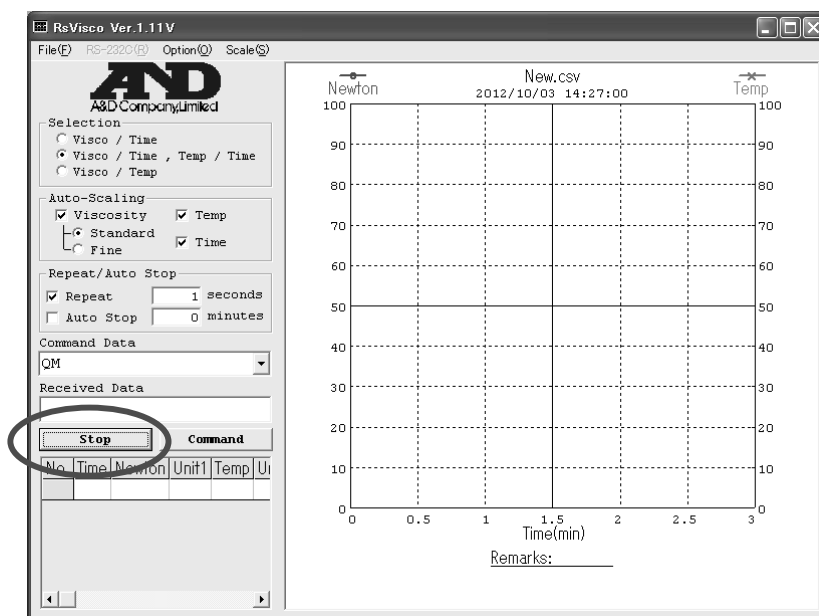 RsVisco Ver.1.11V
File(F) RS-232C(R) Option(O) Scale(S)
AND
A&D Company,Limited
Selection
Visco / Time
Visco / Time , Temp / Time
Visco / Temp
Auto-Scaling
Viscosity Temp
Standard
Time
Fine
Repeat/Auto Stop
Repeat 1 seconds
Auto Stop 0 minutes
Command Data
QM
Received Data
Stop Command
No. Time Newton Unit1 Temp
New.csv
Newton 2012/10/03 14:27:00 Temp
100 100
90 90
80 80
70 70
60 60
50 50
40 40
30 30
20 20
10 10
0 0
0 0.5 1 1.5 2 2.5 3
Time(min)
Remarks: